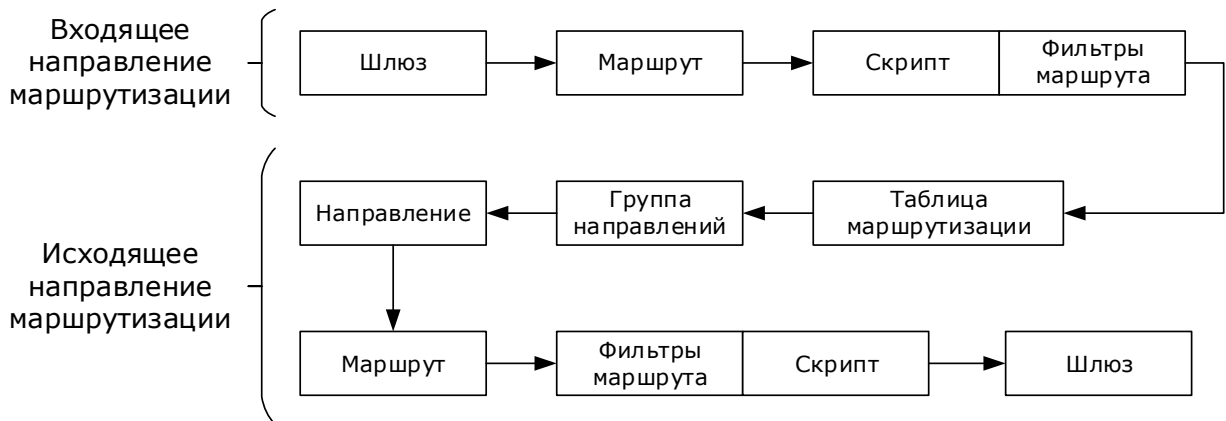 Входящее
направление
маршрутизации
Шлюз
Маршрут
Скрипт
Фильтры
маршрута
Исходящее
направление
маршрутизации
Направление
Группа
направлений
Таблица
маршрутизации
Маршрут
Фильтры
маршрута
Скрипт
Шлюз